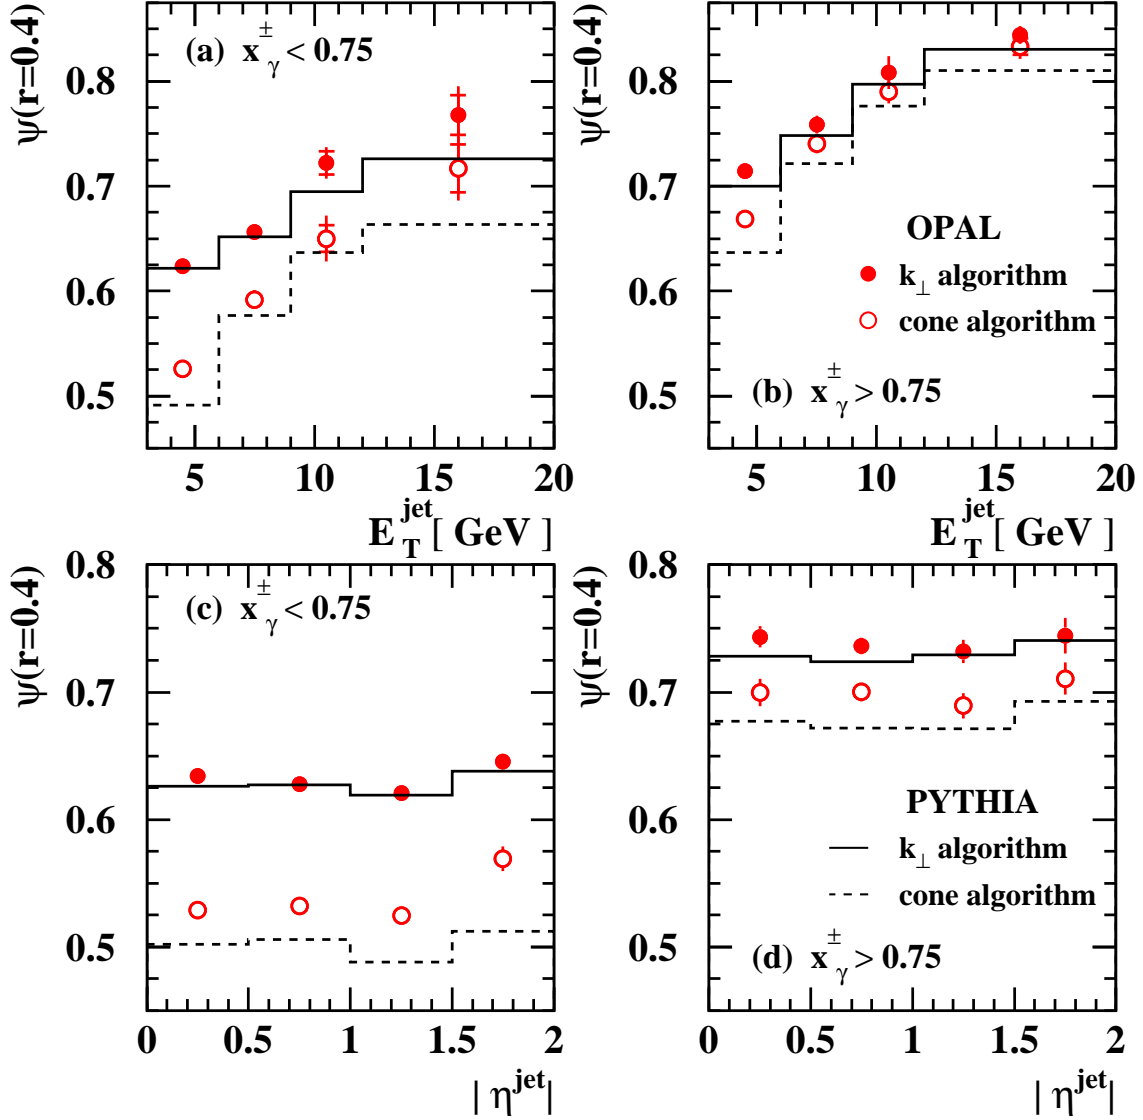 ψ(r=0.4)
(a) x±γ < 0.75
0.8
0.7
0.6
0.5
5 10 15 20
E T jet [ GeV ]
ψ(r=0.4)
0.8
0.7
0.6
0.5
OPAL
k⊥ algorithm
cone algorithm
(b) x±γ > 0.75
5 10 15 20
E T jet [ GeV ]
ψ(r=0.4)
0.8
(c) x±γ < 0.75
0.7
0.6
0.5
0 0.5 1 1.5 2
| η jet |
ψ(r=0.4)
0.8
0.7
0.6
0.5
PYTHIA
k⊥ algorithm
cone algorithm
(d) x±γ > 0.75
0 0.5 1 1.5 2
| η jet |